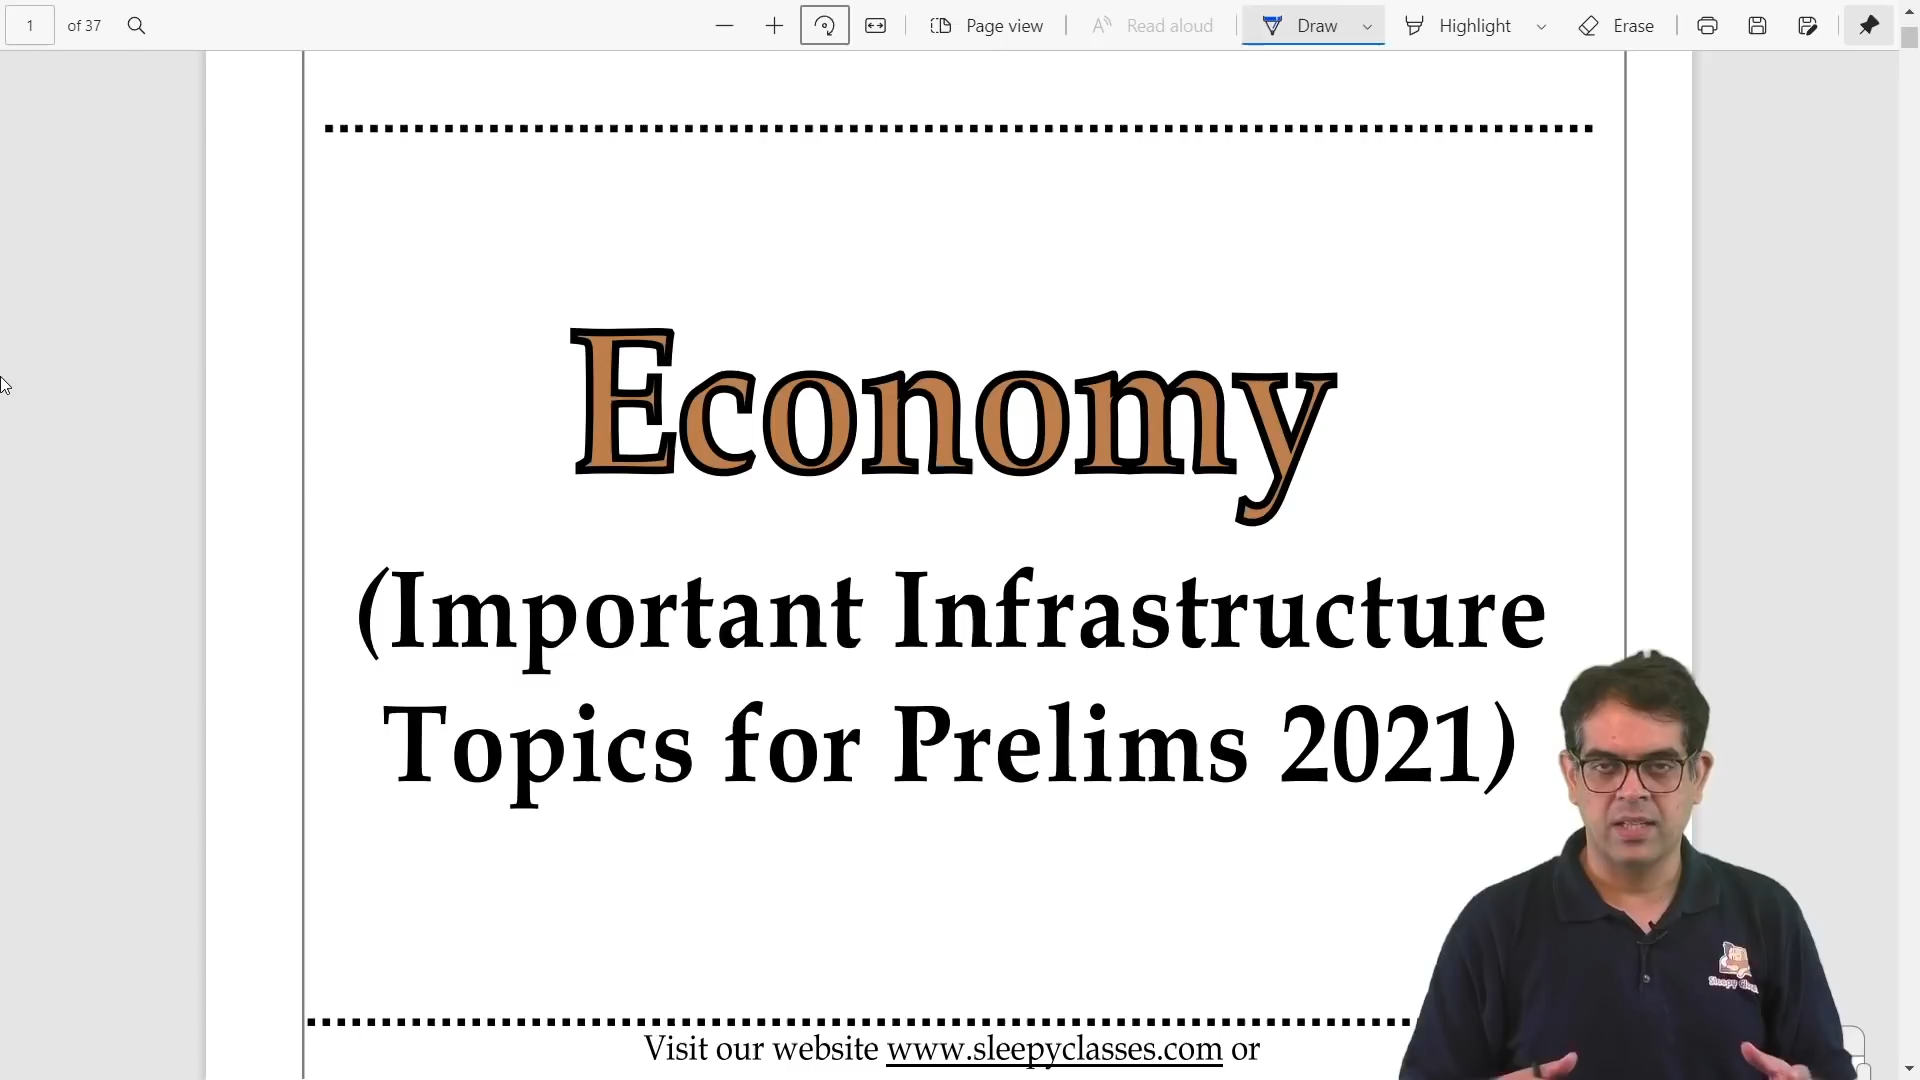 1 of 37 Page view Read aloud Draw Highlight Erase
Economy
(Important Infrastructure
Topics for Prelims 2021)
Visit our website www.sleepyclasses.com or
Sleepy